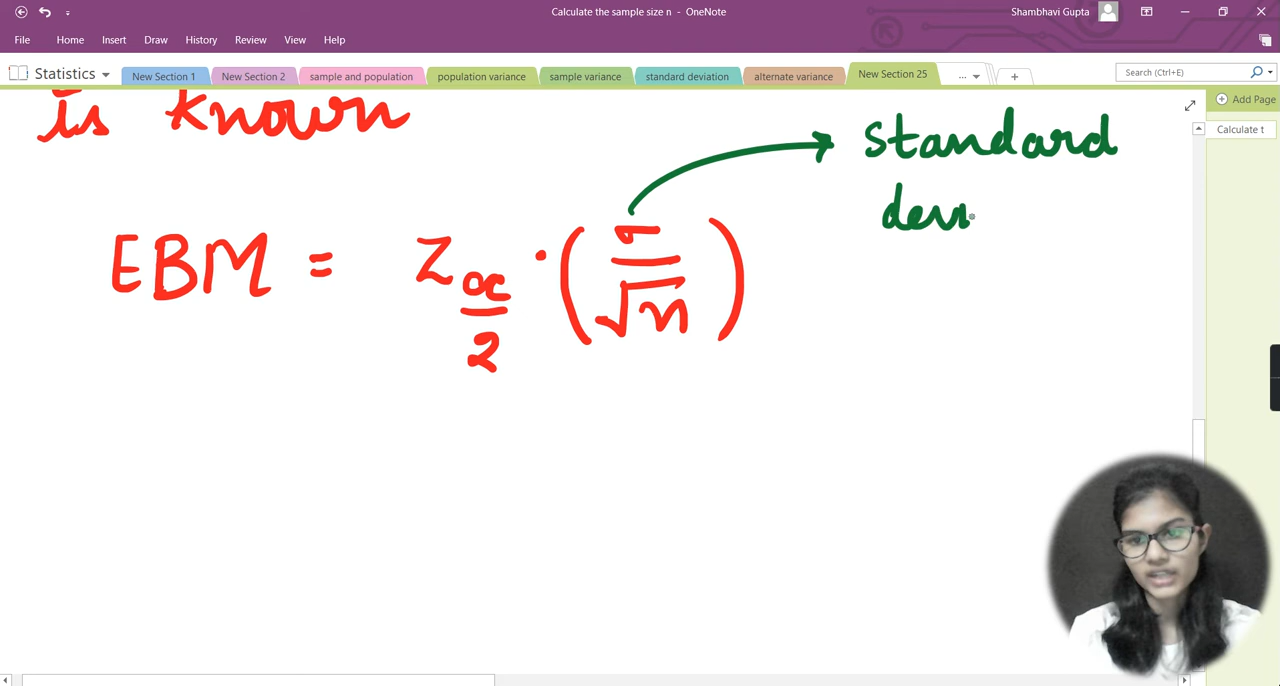 Calculate the sample size n - OneNote
Shambhavi Gupta
File Home Insert Draw History Review View Help
Statistics
New Section 1
New Section 2
sample and population
population variance
sample variance
standard deviation
alternate variance
New Section 25
...
+
Search (Ctrl+E)
Add Page
Calculate t
is known
standard
devi
EBM = Z α/2 · (σ/√n)